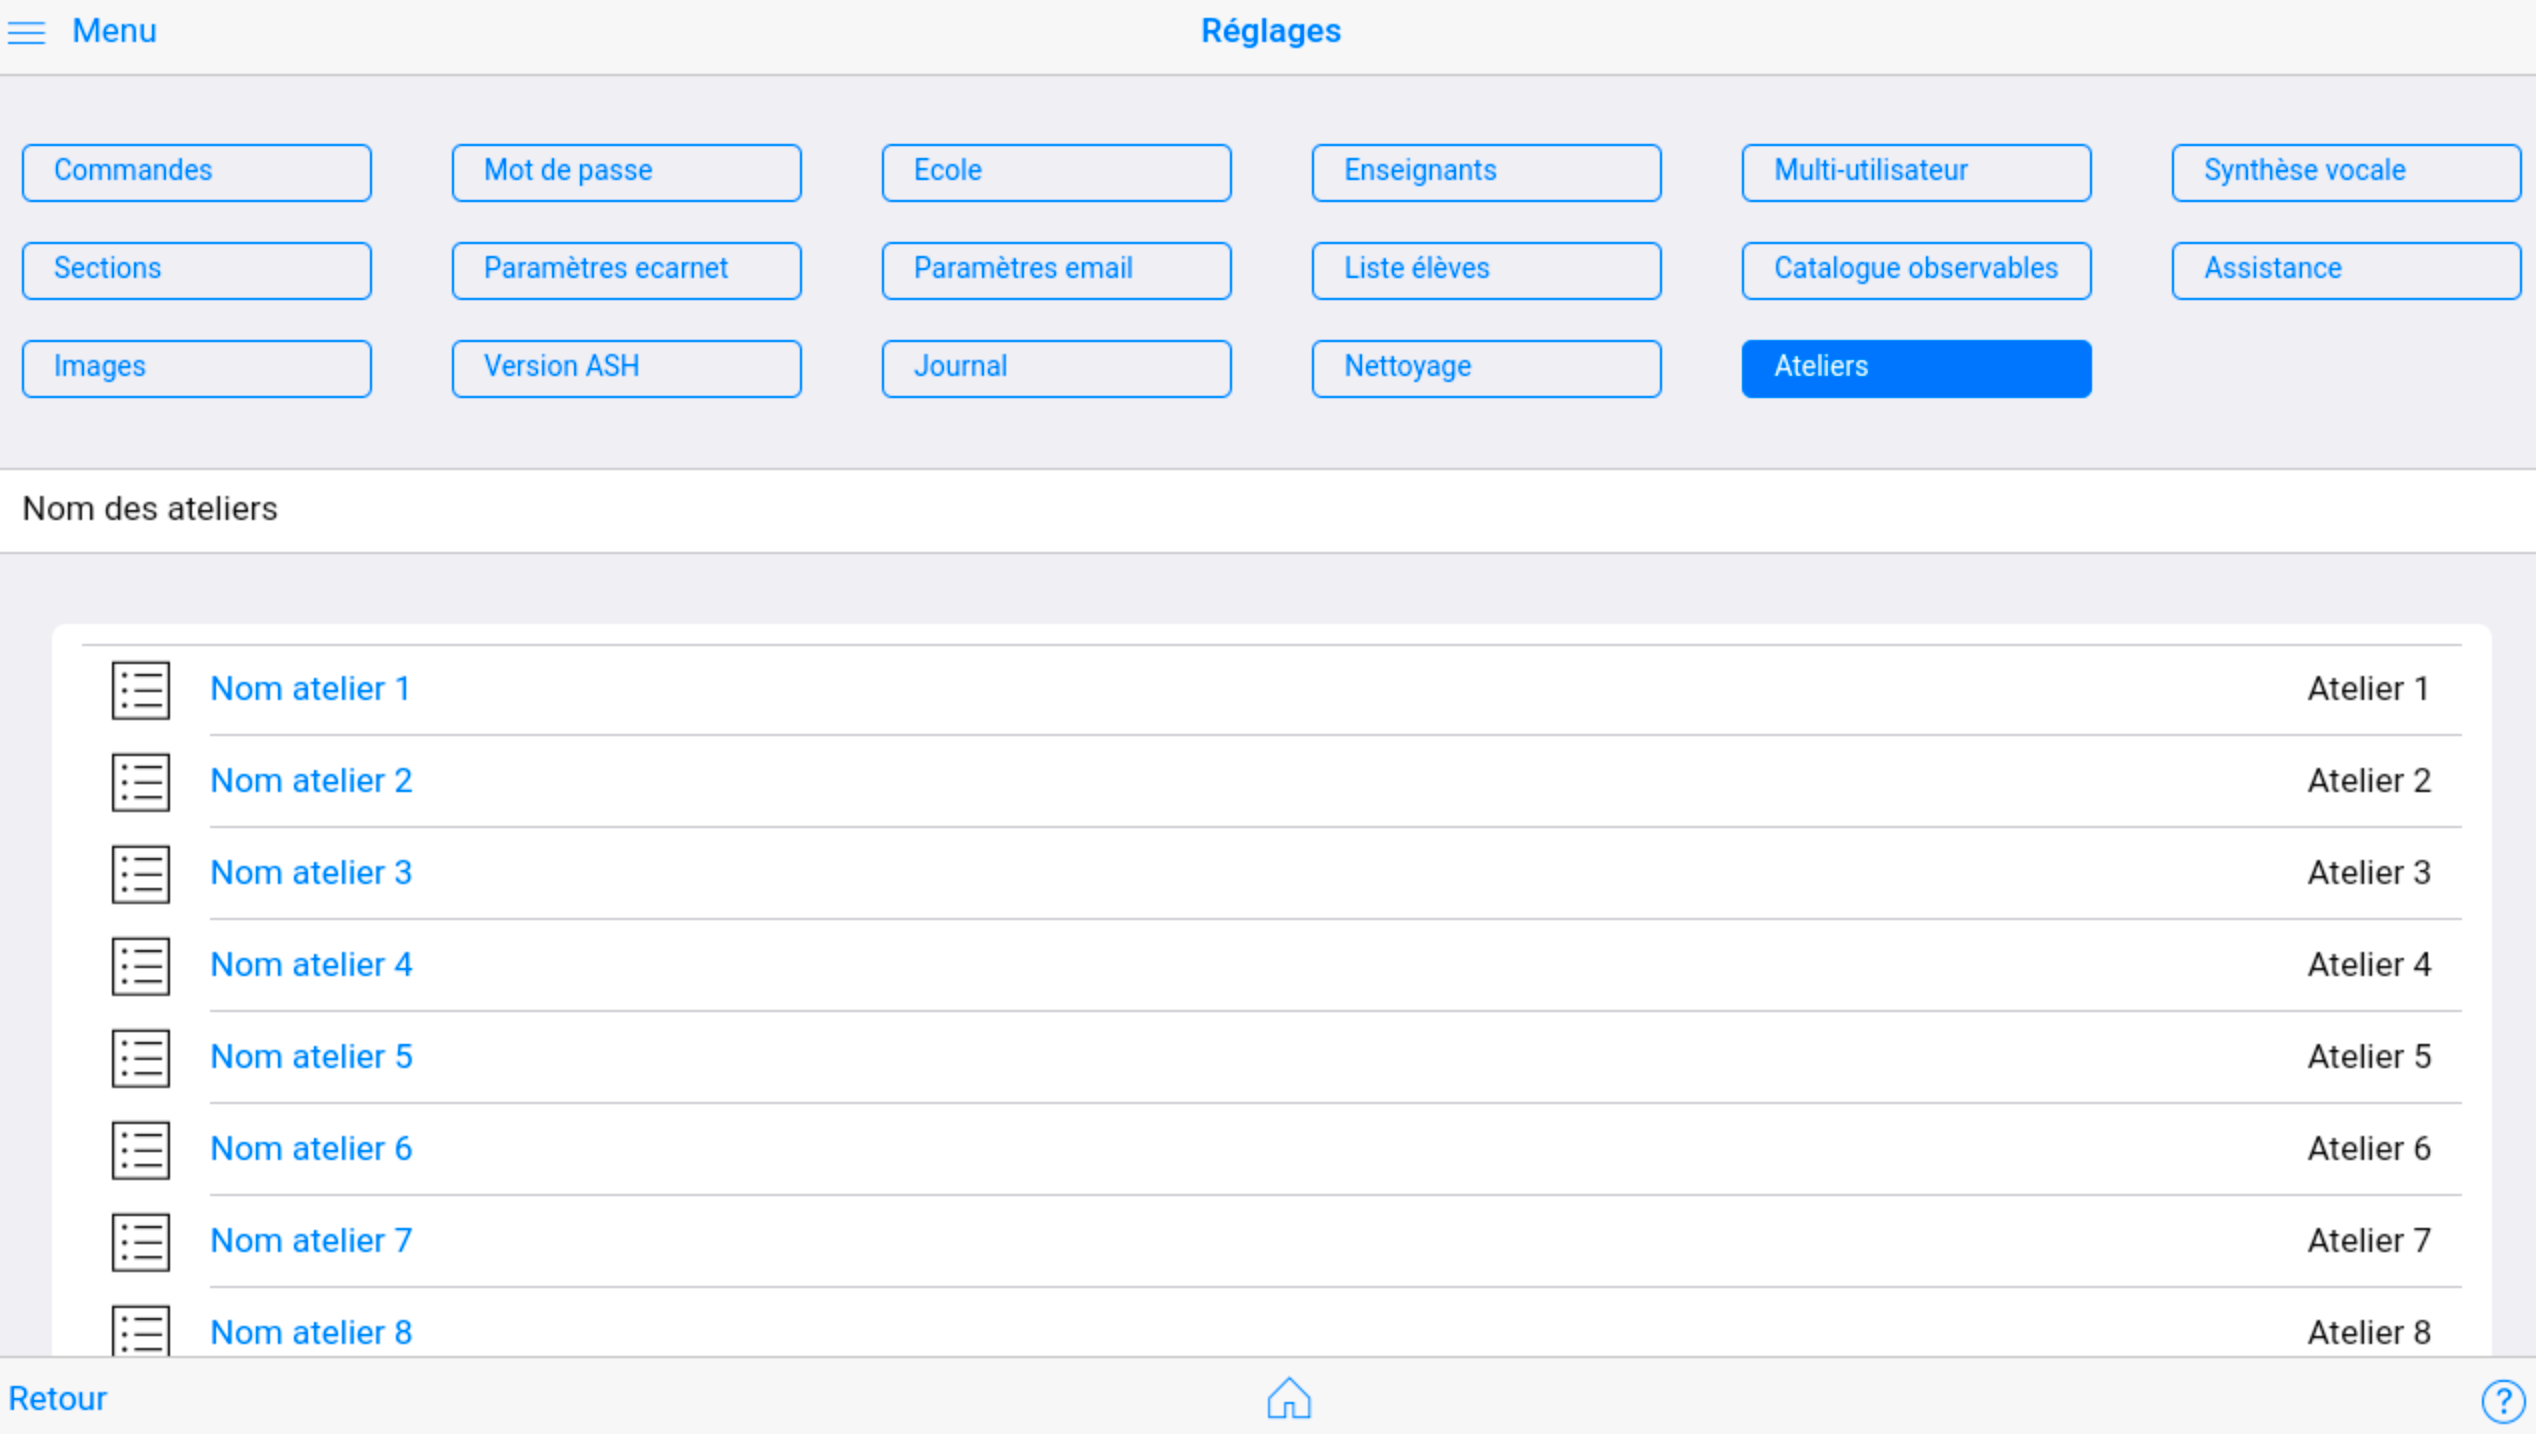 Menu
Réglages
Commandes
Mot de passe
Ecole
Enseignants
Multi-utilisateur
Synthèse vocale
Sections
Paramètres ecarnet
Paramètres email
Liste élèves
Catalogue observables
Assistance
Images
Version ASH
Journal
Nettoyage
Ateliers
Nom des ateliers
Nom atelier 1 Atelier 1
Nom atelier 2 Atelier 2
Nom atelier 3 Atelier 3
Nom atelier 4 Atelier 4
Nom atelier 5 Atelier 5
Nom atelier 6 Atelier 6
Nom atelier 7 Atelier 7
Nom atelier 8 Atelier 8
Retour
?